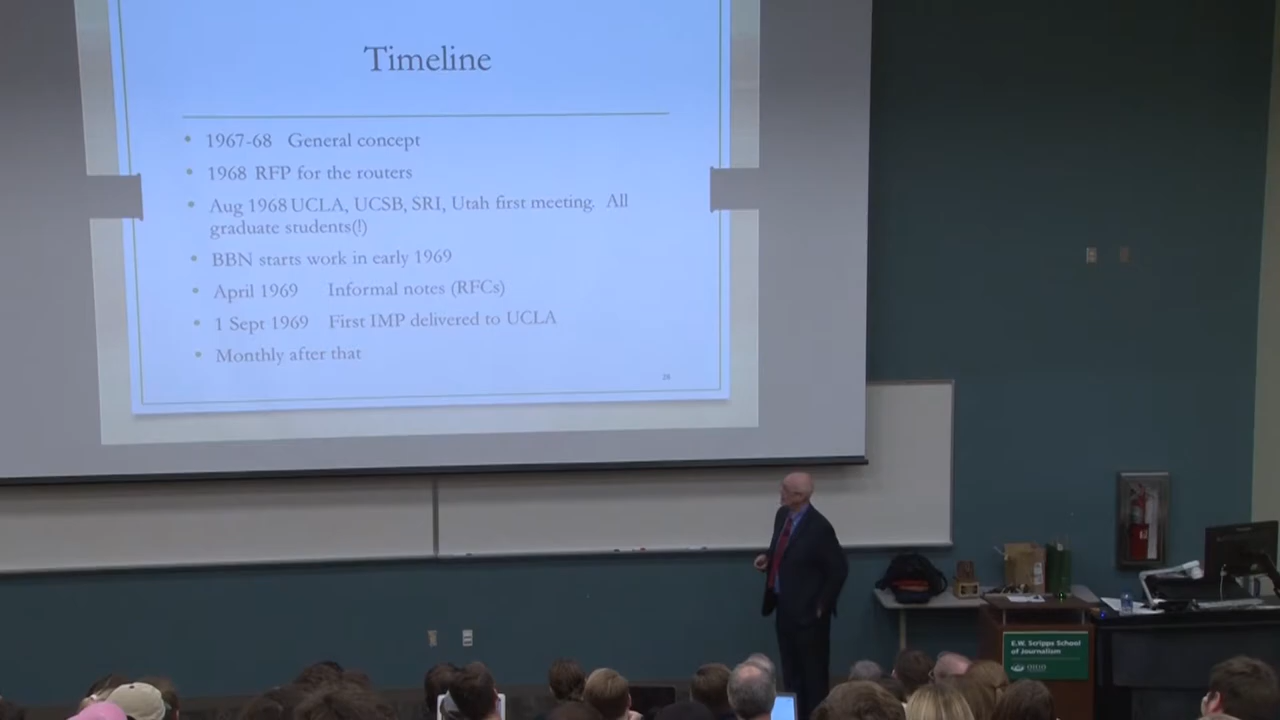 Timeline
1967-68 General concept
1968 RFP for the routers
Aug 1968 UCLA, UCSB, SRI, Utah first meeting. All
graduate students(!)
BBN starts work in early 1969
April 1969 Informal notes (RFCs)
1 Sept 1969 First IMP delivered to UCLA
Monthly after that
E.W. Scripps School
of Journalism
OHIO